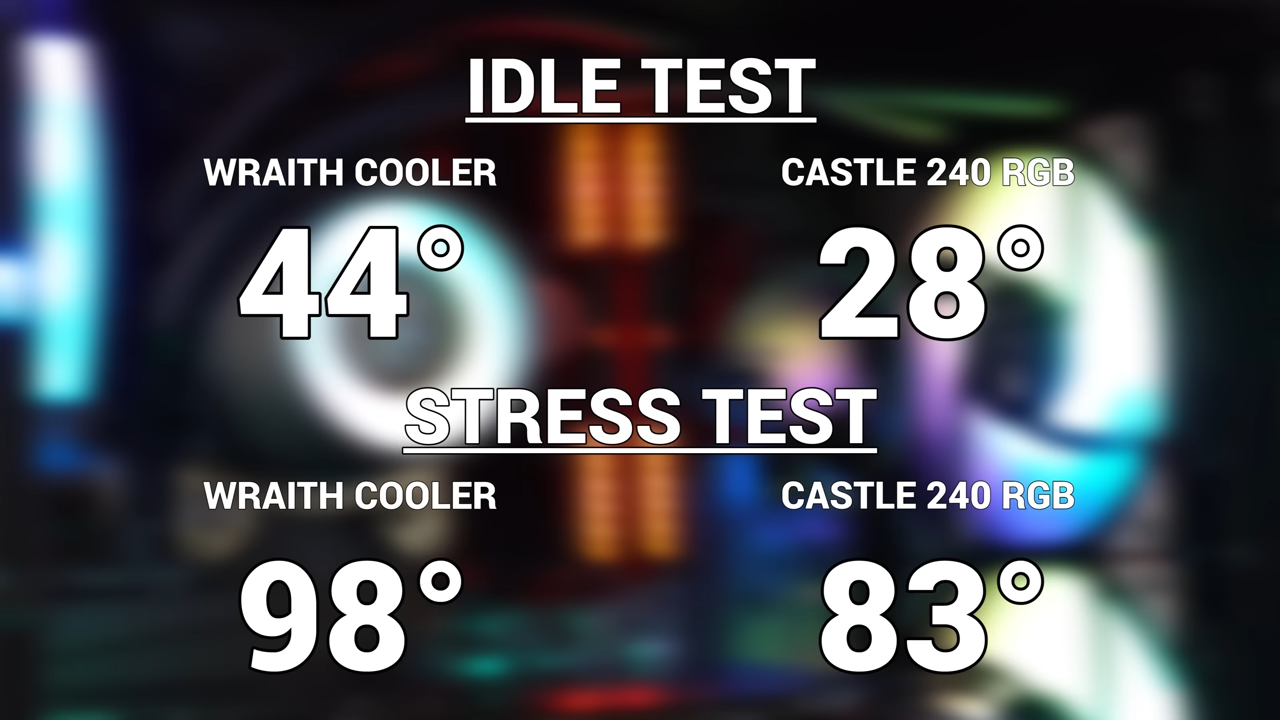 IDLE TEST
WRAITH COOLER
CASTLE 240 RGB
44°
28°
STRESS TEST
WRAITH COOLER
CASTLE 240 RGB
98°
83°